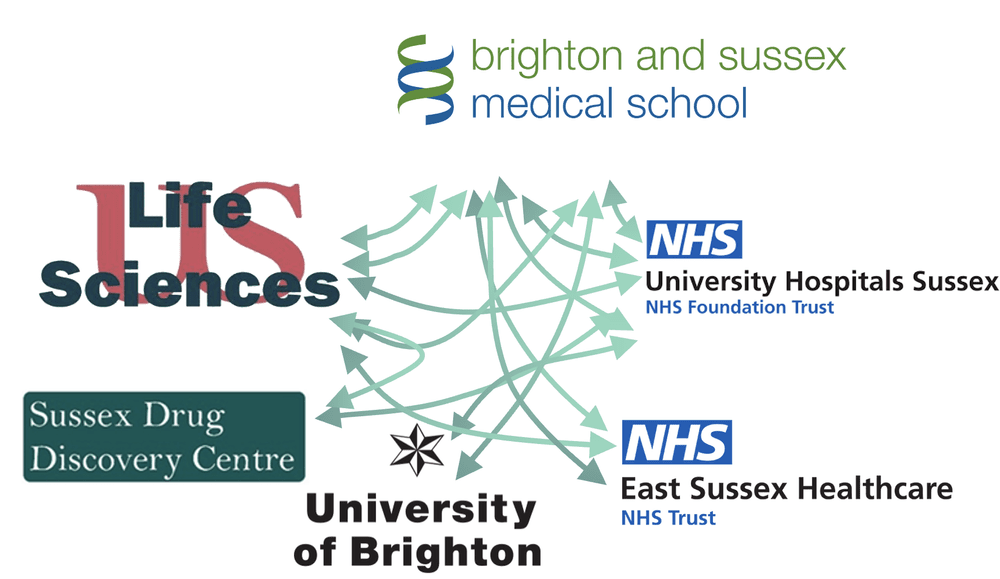 brighton and sussex
medical school
US
Life
Sciences
NHS
University Hospitals Sussex
NHS Foundation Trust
Sussex Drug
Discovery Centre
University
of Brighton
NHS
East Sussex Healthcare
NHS Trust